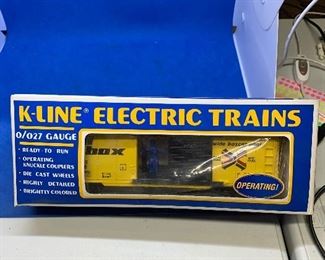 K-LINE® ELECTRIC TRAINS
O/027 GAUGE
• READY TO RUN
• OPERATING
KNUCKLE COUPLERS
• DIE CAST WHEELS
• HIGHLY DETAILED
• BRIGHTLY COLORED
box
OPERATING!